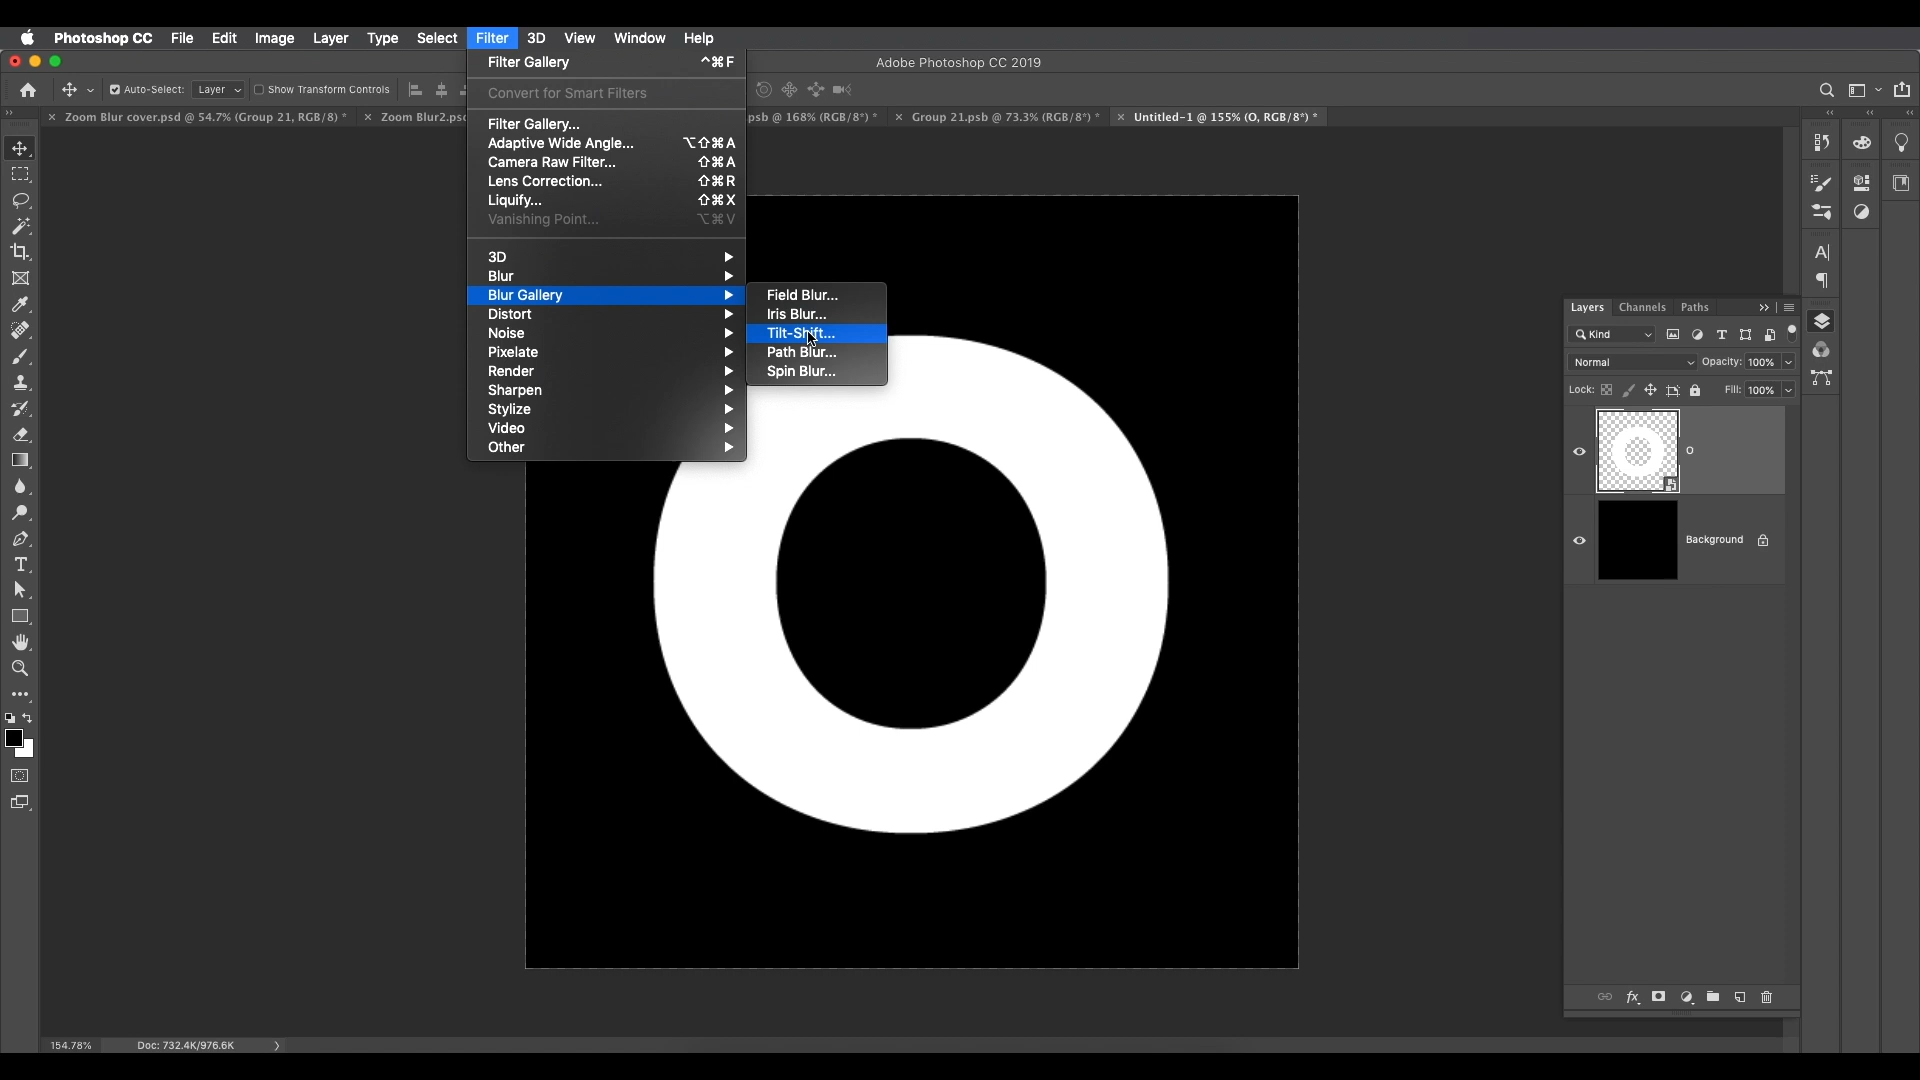 Photoshop CC File Edit Image Layer Type Select Filter 3D View Window Help
Adobe Photoshop CC 2019
Auto-Select: Layer Show Transform Controls
Zoom Blur cover.psd @ 54.7% (Group 21, RGB/8) * Zoom Blur2.psd psb @ 168% (RGB/8*) * Group 21.psb @ 73.3% (RGB/8*) * Untitled-1 @ 155% (O, RGB/8*) *
Filter Gallery ^⌘F
Convert for Smart Filters
Filter Gallery...
Adaptive Wide Angle... ⌥⇧⌘A
Camera Raw Filter... ⇧⌘A
Lens Correction... ⇧⌘R
Liquify... ⇧⌘X
Vanishing Point... ⌥⌘V
3D
Blur
Blur Gallery
Distort
Noise
Pixelate
Render
Sharpen
Stylize
Video
Other
Field Blur...
Iris Blur...
Tilt-Shift...
Path Blur...
Spin Blur...
O
Layers Channels Paths
Kind
Normal Opacity: 100%
Lock: Fill: 100%
O
Background
154.78% Doc: 732.4K/976.6K